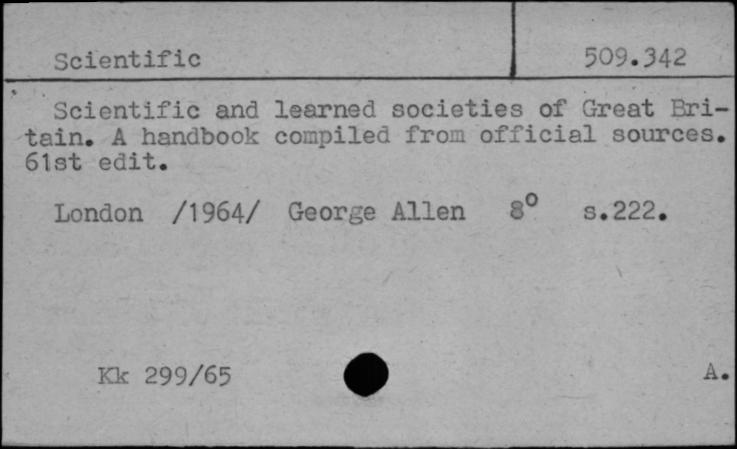 Scientific 509.342
Scientific and learned societies of Great Bri-
tain. A handbook compiled from official sources.
61st edit.
London /1964/ George Allen 8° s.222.
Kk 299/65 A.